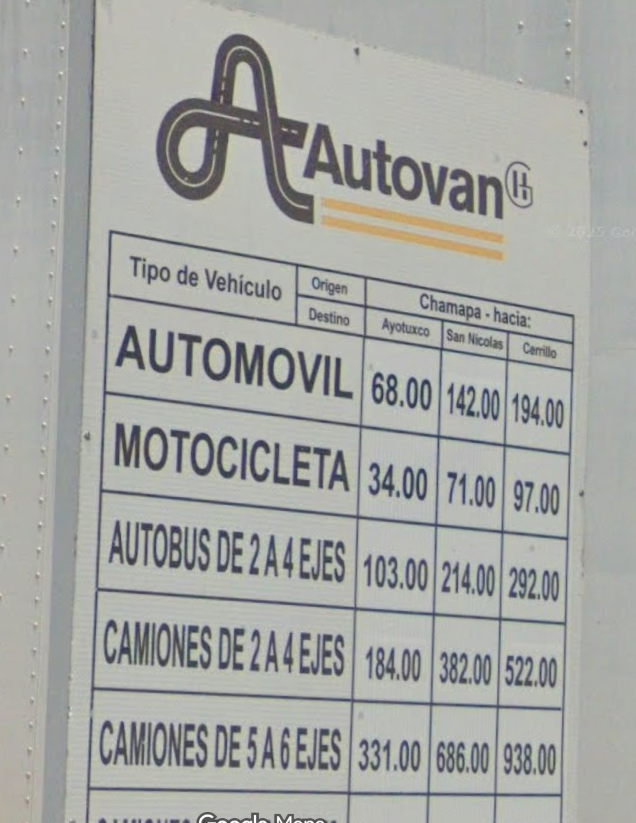 Autovan
Tipo de Vehículo Origen Chamapa - hacia:
Destino Ayotuxco San Nicolas Cerrillo
AUTOMOVIL 68.00 142.00 194.00
MOTOCICLETA 34.00 71.00 97.00
AUTOBUS DE 2 A 4 EJES 103.00 214.00 292.00
CAMIONES DE 2 A 4 EJES 184.00 382.00 522.00
CAMIONES DE 5 A 6 EJES 331.00 686.00 938.00
Google Maps